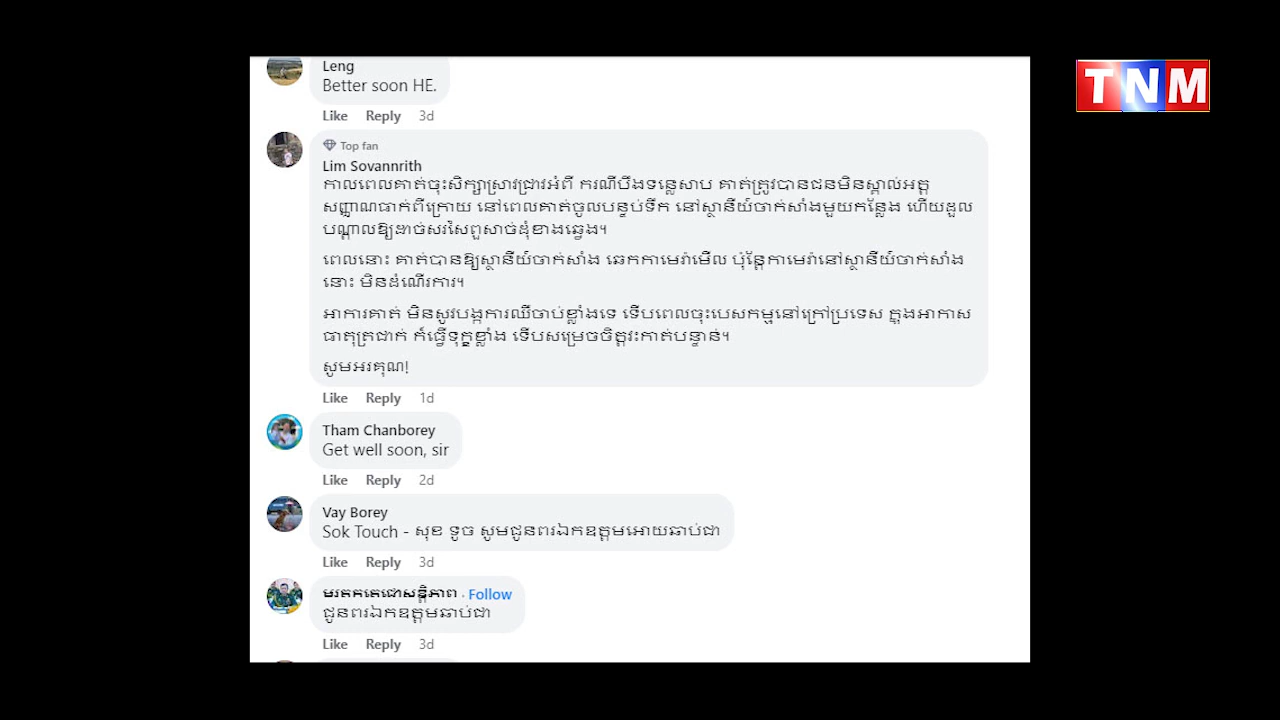 TNM
Leng
Better soon HE.
Like Reply 3d
Top fan
Lim Sovannrith
កាលពេលគាត់ចុះសិក្សាស្រាវជ្រាវអំពី ករណីបឹងទន្លេសាប គាត់ត្រូវបានជនមិនស្គាល់អត្ត
សញ្ញាណធាក់ពីក្រោយ នៅពេលគាត់ចូលបន្ទប់ទឹក នៅស្ថានីយ៍ចាក់សាំងមួយកន្លែង ហើយដួល
បណ្តាលឱ្យដាច់សរសៃពួសាច់ដុំខាងឆ្វេង។
ពេលនោះ គាត់បានឱ្យស្ថានីយ៍ចាក់សាំង ឆេកកាមេរ៉ាមើល ប៉ុន្តែកាមេរ៉ានៅស្ថានីយ៍ចាក់សាំង
នោះ មិនដំណើរការ។
អាការគាត់ មិនសូវបង្កការឈឺចាប់ខ្លាំងទេ ទើបពេលចុះបេសកម្មនៅក្រៅប្រទេស ក្នុងអាកាស
ធាតុត្រជាក់ ក៏ធ្វើទុក្ខខ្លាំង ទើបសម្រេចចិត្តវះកាត់បន្ទាន់។
សូមអរគុណ!
Like Reply 1d
Tham Chanborey
Get well soon, sir
Like Reply 2d
Vay Borey
Sok Touch - សុខ ទូច សូមជូនពរឯកឧត្តមអោយឆាប់ជា
Like Reply 3d
មរតកតេជោសន្តិភាព · Follow
ជូនពរឯកឧត្តមឆាប់ជា
Like Reply 3d